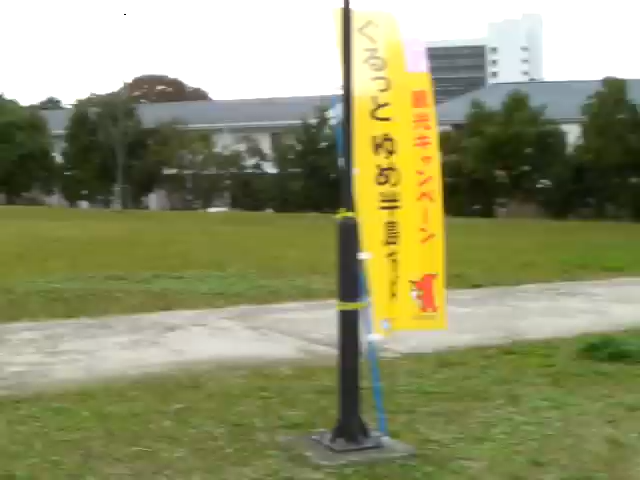 観光キャンペーン
ぐるっと ゆめ半島